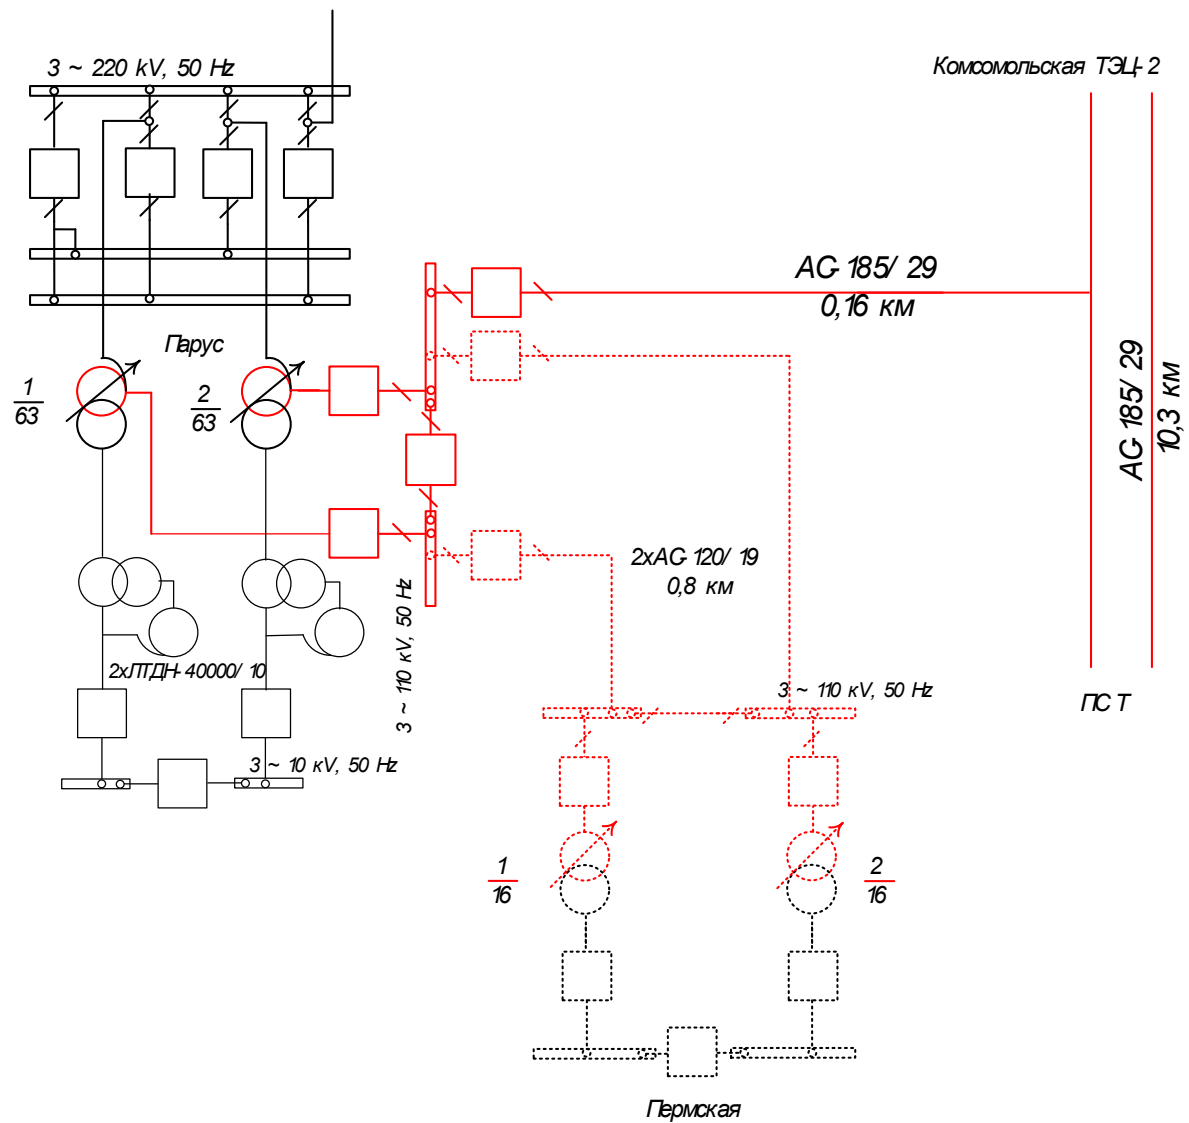 3 ~ 220 kV, 50 Hz
Комсомольская ТЭЦ-2
АС-185/ 29
0,16 км
Парус
1
63
2
63
АС-185/ 29
10,3 км
2хАС-120/ 19
0,8 км
3 ~ 110 кV, 50 Hz
2хЛТДН-40000/ 10
3 ~ 110 кV, 50 Hz
ПС Т
3 ~ 10 кV, 50 Hz
1
16
2
16
Пермская